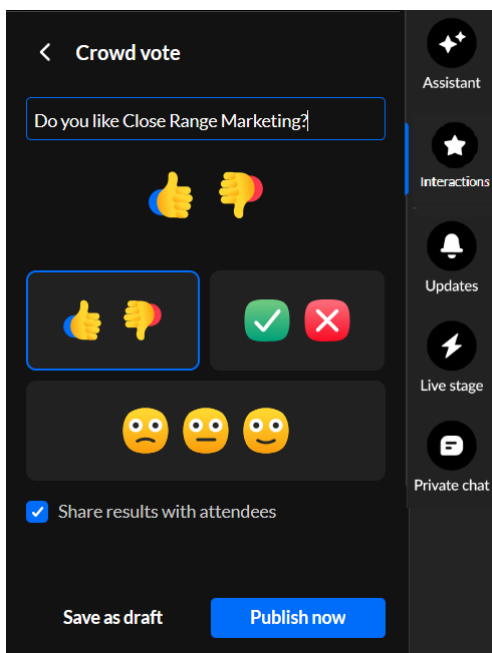 Crowd vote
Do you like Close Range Marketing?
Share results with attendees
Save as draft
Publish now
Assistant
Interactions
Updates
Live stage
Private chat